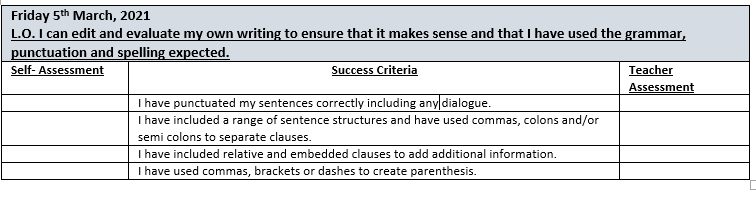 Friday 5th March, 2021
L.O. I can edit and evaluate my own writing to ensure that it makes sense and that I have used the grammar,
punctuation and spelling expected.
Self- Assessment
Success Criteria
Teacher
Assessment
I have punctuated my sentences correctly including any dialogue.
I have included a range of sentence structures and have used commas, colons and/or
semi colons to separate clauses.
I have included relative and embedded clauses to add additional information.
I have used commas, brackets or dashes to create parenthesis.